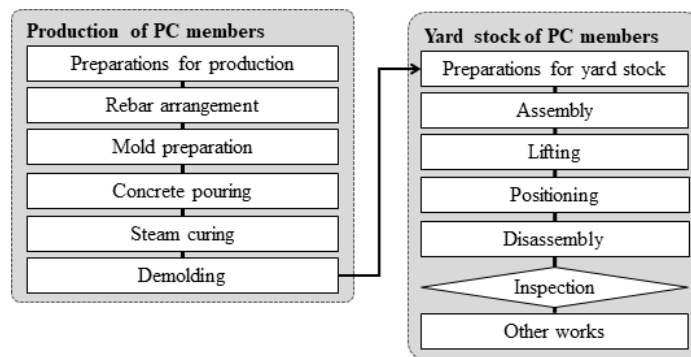 Production of PC members
Preparations for production
Rebar arrangement
Mold preparation
Concrete pouring
Steam curing
Demolding
Yard stock of PC members
Preparations for yard stock
Assembly
Lifting
Positioning
Disassembly
Inspection
Other works